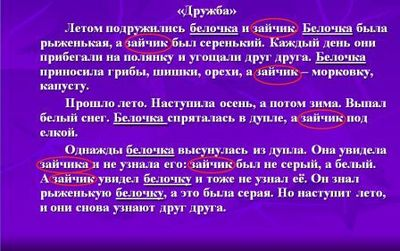 «Дружба»
Летом подружились белочка и зайчик. Белочка была
рыженькая, а зайчик был серенький. Каждый день они
прибегали на полянку и угощали друг друга. Белочка
приносила грибы, шишки, орехи, а зайчик – морковку,
капусту.
Прошло лето. Наступила осень, а потом зима. Выпал
белый снег. Белочка спряталась в дупле, а зайчик под
елкой.
Однажды белочка высунулась из дупла. Она увидела
зайчика и не узнала его: зайчик был не серый, а белый.
А зайчик увидел белочку и тоже не узнал её. Он знал
рыженькую белочку, а это была серая. Но наступит лето,
и они снова узнают друг друга.